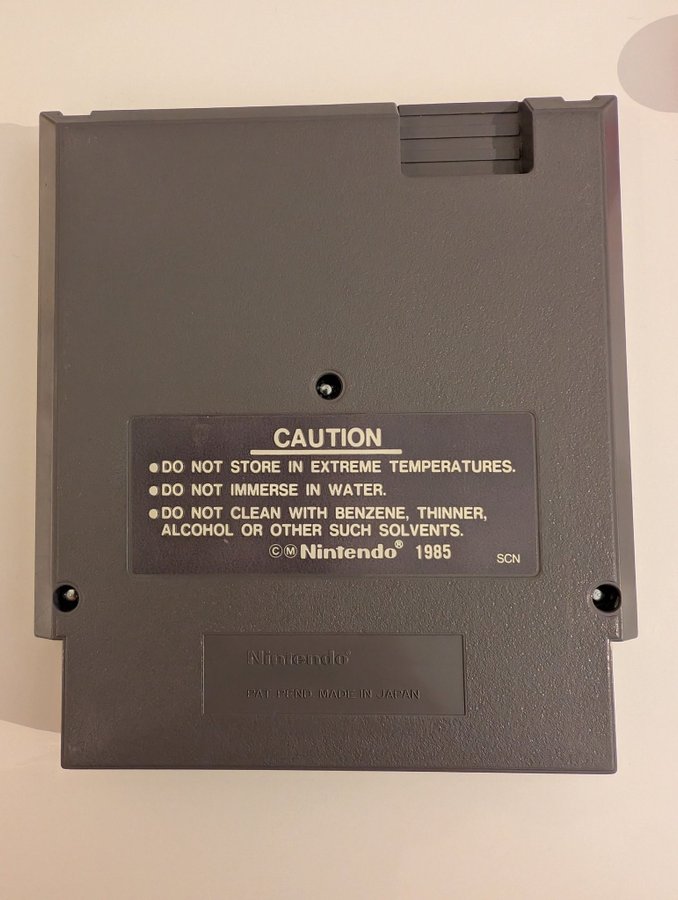 CAUTION
●DO NOT STORE IN EXTREME TEMPERATURES.
●DO NOT IMMERSE IN WATER.
●DO NOT CLEAN WITH BENZENE, THINNER,
ALCOHOL OR OTHER SUCH SOLVENTS.
©Ⓜ Nintendo® 1985
SCN
Nintendo®
PAT. PEND. MADE IN JAPAN